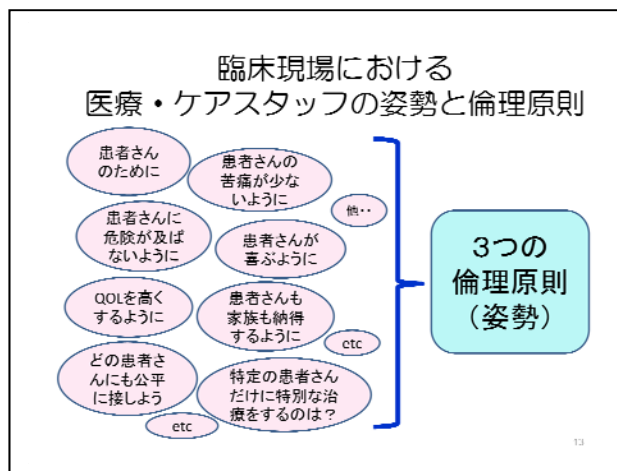 臨床現場における
医療・ケアスタッフの姿勢と倫理原則
患者さん
のために
患者さんの
苦痛が少な
いように
他・・
患者さんに
危険が及ば
ないように
患者さんが
喜ぶように
QOLを高く
するように
患者さんも
家族も納得
するように
etc
どの患者さ
んにも公平
に接しよう
特定の患者さん
だけに特別な治
療をするのは？
etc
3つの
倫理原則
（姿勢）
13